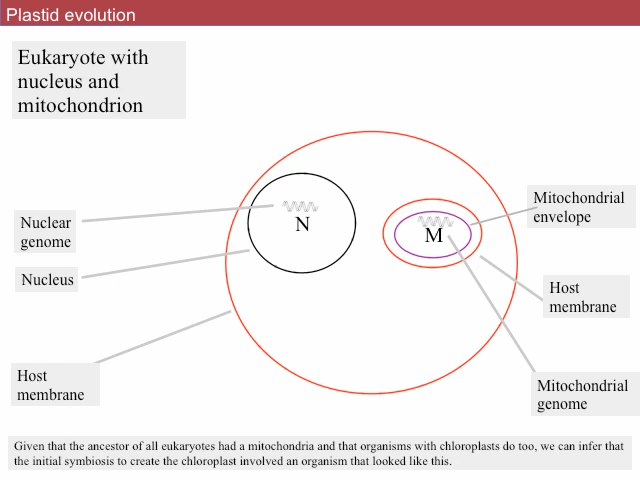 Plastid evolution
Eukaryote with
nucleus and
mitochondrion
Nuclear
genome
N
M
Mitochondrial
envelope
Nucleus
Host
membrane
Host
membrane
Mitochondrial
genome
Given that the ancestor of all eukaryotes had a mitochondria and that organisms with chloroplasts do too, we can infer that
the initial symbiosis to create the chloroplast involved an organism that looked like this.